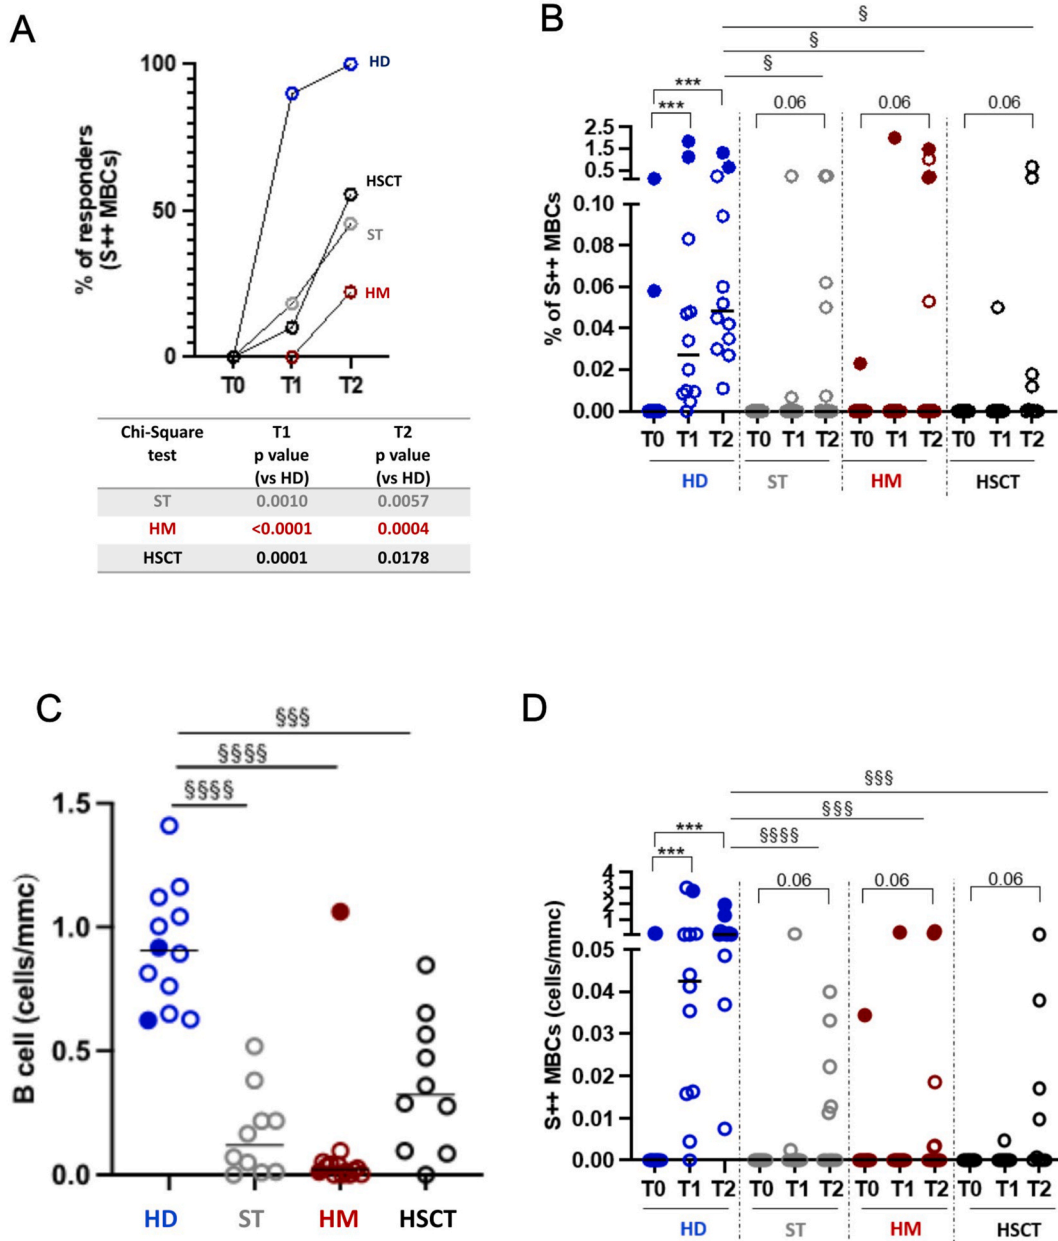 A
% of responders
(S++ MBCs)
100
50
0
HD
HSCT
ST
HM
T0 T1 T2
Chi-Square test T1 p value (vs HD) T2 p value (vs HD)
ST 0.0010 0.0057
HM <0.0001 0.0004
HSCT 0.0001 0.0178
B
§
§
§
***
***
0.06 0.06 0.06
% of S++ MBCs
2.5
1.5
0.5
0.10
0.08
0.06
0.04
0.02
0.00
T0 T1 T2 T0 T1 T2 T0 T1 T2 T0 T1 T2
HD ST HM HSCT
C
§§§
§§§§
§§§§
B cell (cells/mmc)
1.5
1.0
0.5
0.0
HD ST HM HSCT
D
§§§
§§§
§§§§
***
***
0.06 0.06 0.06
S++ MBCs (cells/mmc)
4
3
2
1
0.05
0.04
0.03
0.02
0.01
0.00
T0 T1 T2 T0 T1 T2 T0 T1 T2 T0 T1 T2
HD ST HM HSCT